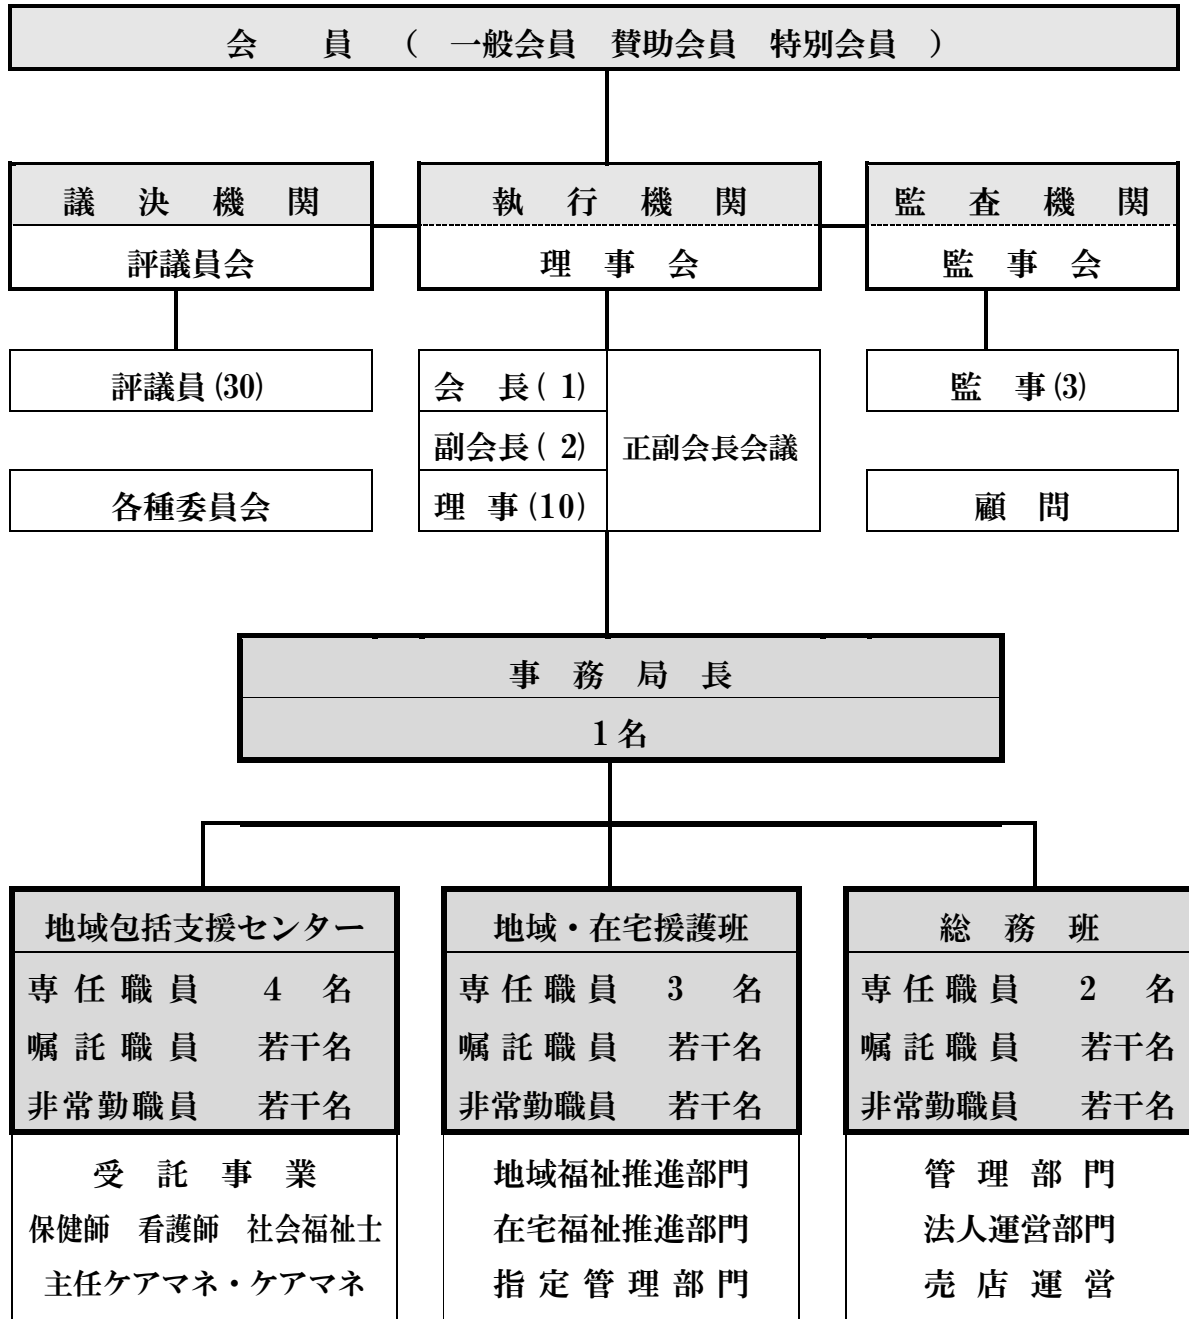 会　員　（　一般会員　賛助会員　特別会員　）
議決機関
評議員会
執行機関
理事会
監査機関
監事会
評議員(30)
各種委員会
会　長( 1)
副会長( 2)
理　事(10)
正副会長会議
監　事(3)
顧　問
事務局長
1名
地域包括支援センター
専任職員　4　名
嘱託職員　若干名
非常勤職員　若干名
受託事業
保健師　看護師　社会福祉士
主任ケアマネ・ケアマネ
地域・在宅援護班
専任職員　3　名
嘱託職員　若干名
非常勤職員　若干名
地域福祉推進部門
在宅福祉推進部門
指定管理部門
総務班
専任職員　2　名
嘱託職員　若干名
非常勤職員　若干名
管理部門
法人運営部門
売店運営